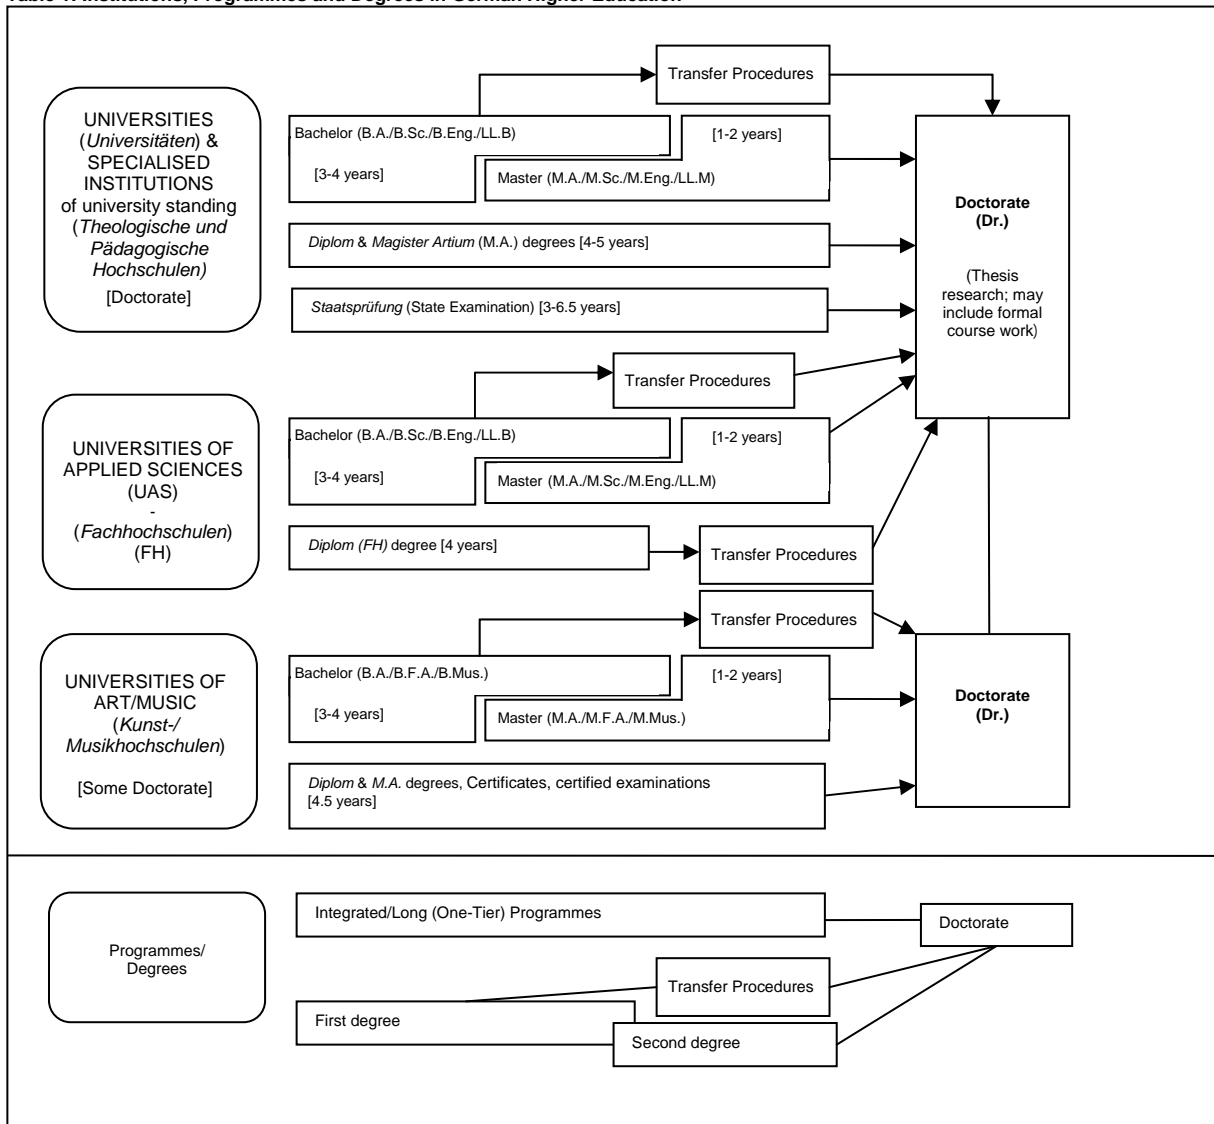 Table 1: Institutions, Programmes and Degrees in German Higher Education
Transfer Procedures
UNIVERSITIES
(Universitäten) &
SPECIALISED
INSTITUTIONS
of university standing
(Theologische und
Pädagogische
Hochschulen)
[Doctorate]
Bachelor (B.A./B.Sc./B.Eng./LL.B)
[3-4 years]
[1-2 years]
Master (M.A./M.Sc./M.Eng./LL.M)
Diplom & Magister Artium (M.A.) degrees [4-5 years]
Staatsprüfung (State Examination) [3-6.5 years]
Doctorate
(Dr.)
(Thesis
research; may
include formal
course work)
Transfer Procedures
UNIVERSITIES OF
APPLIED SCIENCES
(UAS)
-
(Fachhochschulen)
(FH)
Bachelor (B.A./B.Sc./B.Eng./LL.B)
[3-4 years]
[1-2 years]
Master (M.A./M.Sc./M.Eng./LL.M)
Diplom (FH) degree [4 years]
Transfer Procedures
Transfer Procedures
UNIVERSITIES OF
ART/MUSIC
(Kunst-/
Musikhochschulen)
[Some Doctorate]
Bachelor (B.A./B.F.A./B.Mus.)
[3-4 years]
[1-2 years]
Master (M.A./M.F.A./M.Mus.)
Diplom & M.A. degrees, Certificates, certified examinations
[4.5 years]
Doctorate
(Dr.)
Programmes/
Degrees
Integrated/Long (One-Tier) Programmes
Doctorate
Transfer Procedures
First degree
Second degree